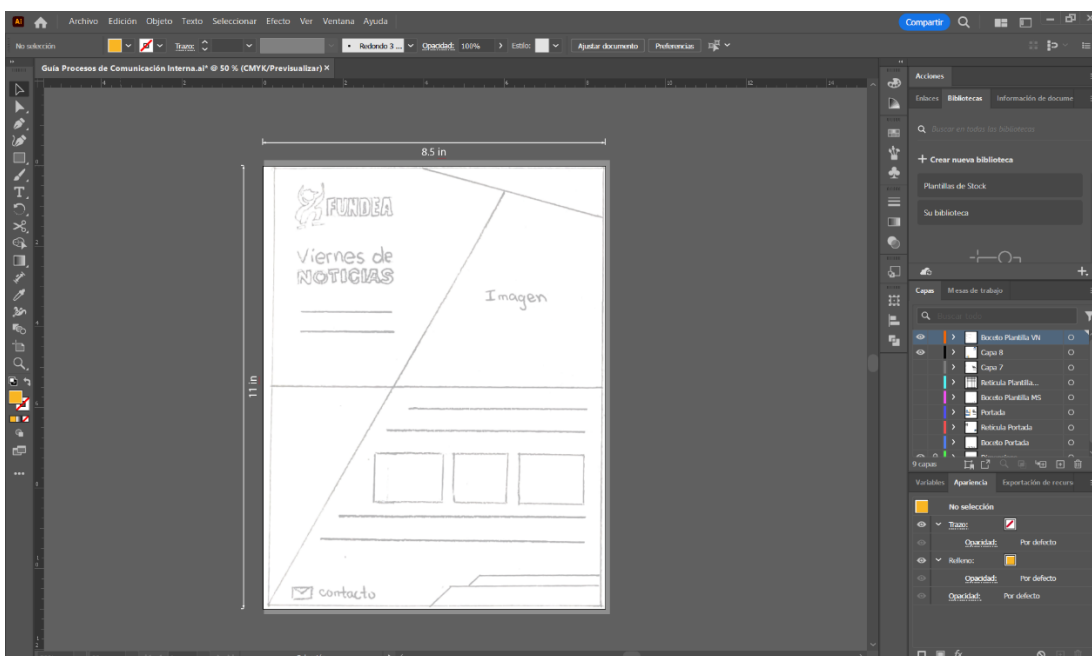 Ai Archivo Edición Objeto Texto Seleccionar Efecto Ver Ventana Ayuda Compartir
No selección Trazo: Redondo 3 ... Opacidad: 100% Estilo: Ajustar documento Preferencias
Guía Procesos de Comunicación Interna.ai* @ 50 % (CMYK/Previsualizar) ×
8.5 in
11 in
FUNDEA
Viernes de
NOTICIAS
Imagen
contacto
Acciones
Enlaces Bibliotecas Información de docume
Buscar en todas las bibliotecas
+ Crear nueva biblioteca
Plantillas de Stock
Su biblioteca
Capas Mesas de trabajo
Boceto Plantilla VN
Capa 8
Capa 7
Retícula Plantilla...
Boceto Plantilla MS
Portada
Retícula Portada
Boceto Portada
9 capas
Variables Apariencia Exportación de recurs
No selección
Trazo:
Opacidad: Por defecto
Relleno:
Opacidad: Por defecto
Opacidad: Por defecto
fx